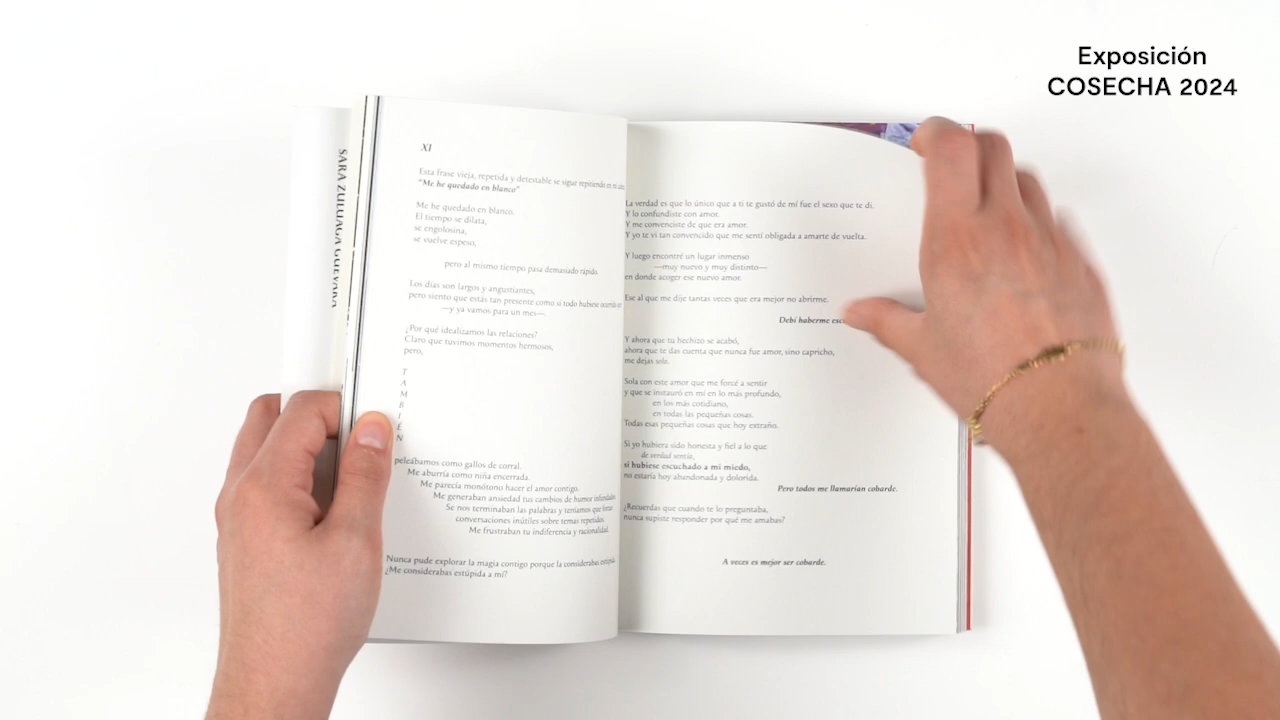 Exposición
COSECHA 2024
SARA ZULUAGA GUEVARA
XI
Esta frase vieja, repetida y detestable se sigue repitiendo en mi
"Me he quedado en blanco"
Me he quedado en blanco.
El tiempo se dilata,
se engolosina,
se vuelve espeso,
pero al mismo tiempo pasa demasiado rápido.
Los días son largos y angustiantes,
pero siento que estás tan presente como si todo hubiese
—y ya vamos para un mes—.
¿Por qué idealizamos las relaciones?
Claro que tuvimos momentos hermosos,
pero,
T
A
M
B
I
É
N
peleábamos como gallos de corral.
Me aburría como niña encerrada.
Me parecía monótono hacer el amor contigo.
Me generaban ansiedad tus cambios de humor infundados
Se nos terminaban las palabras y teníamos que forzar
conversaciones inútiles sobre temas repetidos.
Me frustraban tu indiferencia y racionalidad.
Nunca pude explorar la magia contigo porque la considerabas estúpida.
¿Me considerabas estúpida a mí?
La verdad es que lo único que a ti te gustó de mí fue el sexo que te di.
Y lo confundiste con amor.
Y me convenciste de que era amor.
Y yo te vi tan convencido que me sentí obligada a amarte de vuelta.
Y luego encontré un lugar inmenso
—muy nuevo y muy distinto—
en donde acoger ese nuevo amor.
Ese al que me dije tantas veces que era mejor no abrirme.
Debí haberme
Y ahora que tu hechizo se acabó,
ahora que te das cuenta que nunca fue amor, sino capricho,
me dejas sola.
Sola con este amor que me forcé a sentir
y que se instauró en mí en lo más profundo,
en los más cotidiano,
en todas las pequeñas cosas.
Todas esas pequeñas cosas que hoy extraño.
Si yo hubiera sido honesta y fiel a lo que
de verdad sentía,
si hubiese escuchado a mi miedo,
no estaría hoy abandonada y dolorida.
Pero todos me llamarían cobarde.
¿Recuerdas que cuando te lo preguntaba,
nunca supiste responder por qué me amabas?
A veces es mejor ser cobarde.